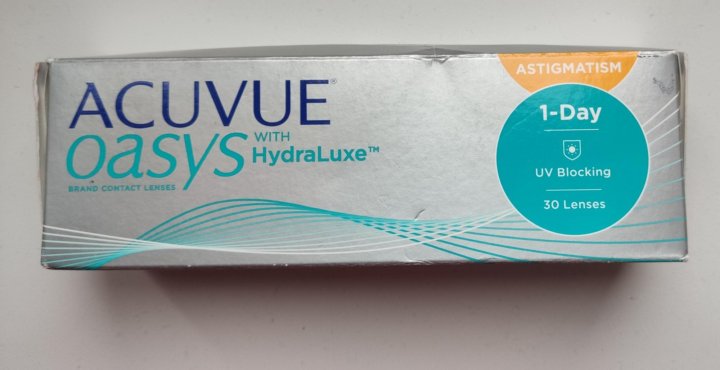 ACUVUE®
oasys WITH HydraLuxe™
BRAND CONTACT LENSES
ASTIGMATISM
1-Day
UV Blocking
30 Lenses